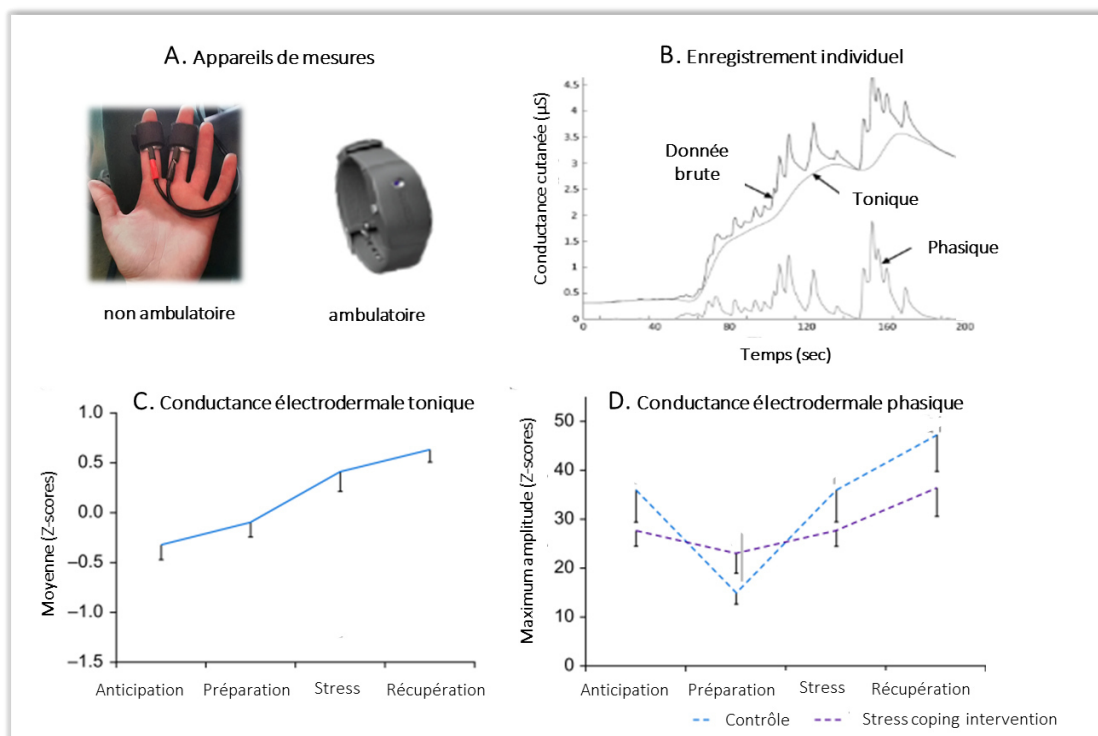 A. Appareils de mesures
non ambulatoire
ambulatoire
B. Enregistrement individuel
Conductance cutanée (µS)
4.5
4
3.5
3
2.5
2
1.5
1
0.5
0
Donnée
brute
Tonique
Phasique
0 40 80 120 160 200
Temps (sec)
C. Conductance électrodermale tonique
Moyenne (Z-scores)
1.0
0.5
0.0
–0.5
–1.0
–1.5
Anticipation Préparation Stress Récupération
D. Conductance électrodermale phasique
Maximum amplitude (Z-scores)
50
40
30
20
10
0
Anticipation Préparation Stress Récupération
Contrôle Stress coping intervention